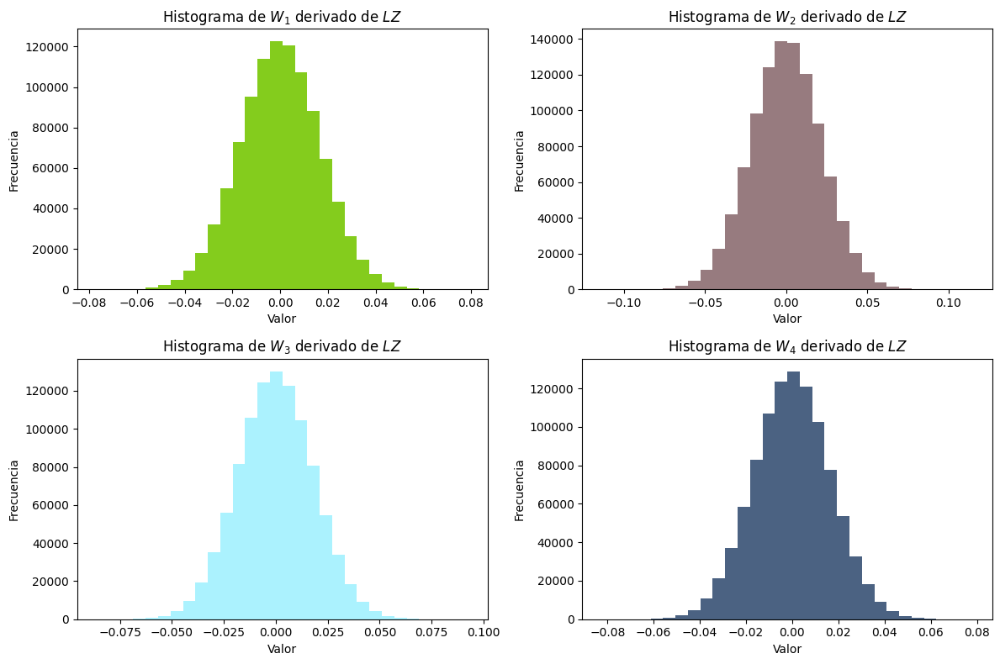 Histograma de W₁ derivado de LZ
Frecuencia
120000
100000
80000
60000
40000
20000
0
−0.08 −0.06 −0.04 −0.02 0.00 0.02 0.04 0.06 0.08
Valor
Histograma de W₂ derivado de LZ
Frecuencia
140000
120000
100000
80000
60000
40000
20000
0
−0.10 −0.05 0.00 0.05 0.10
Valor
Histograma de W₃ derivado de LZ
Frecuencia
120000
100000
80000
60000
40000
20000
0
−0.075 −0.050 −0.025 0.000 0.025 0.050 0.075 0.100
Valor
Histograma de W₄ derivado de LZ
Frecuencia
120000
100000
80000
60000
40000
20000
0
−0.08 −0.06 −0.04 −0.02 0.00 0.02 0.04 0.06 0.08
Valor